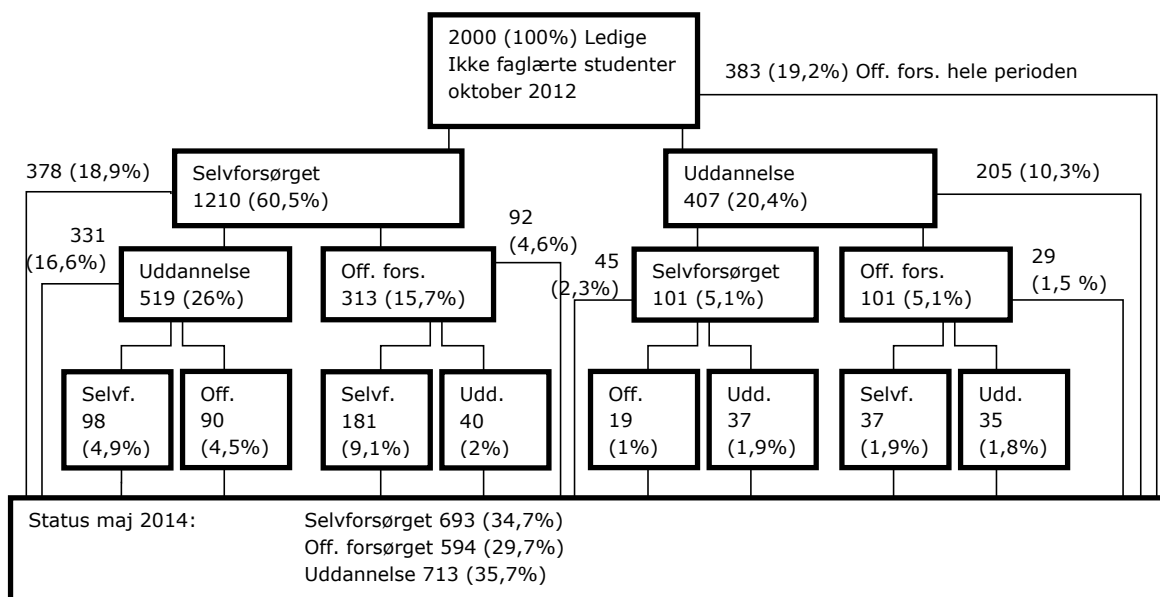 2000 (100%) Ledige
Ikke faglærte studenter
oktober 2012
383 (19,2%) Off. fors. hele perioden
378 (18,9%)
Selvforsørget
1210 (60,5%)
Uddannelse
407 (20,4%)
205 (10,3%)
331
(16,6%)
Uddannelse
519 (26%)
Off. fors.
313 (15,7%)
92
(4,6%)
45
(2,3%)
Selvforsørget
101 (5,1%)
Off. fors.
101 (5,1%)
29
(1,5 %)
Selvf.
98
(4,9%)
Off.
90
(4,5%)
Selvf.
181
(9,1%)
Udd.
40
(2%)
Off.
19
(1%)
Udd.
37
(1,9%)
Selvf.
37
(1,9%)
Udd.
35
(1,8%)
Status maj 2014: Selvforsørget 693 (34,7%)
Off. forsørget 594 (29,7%)
Uddannelse 713 (35,7%)